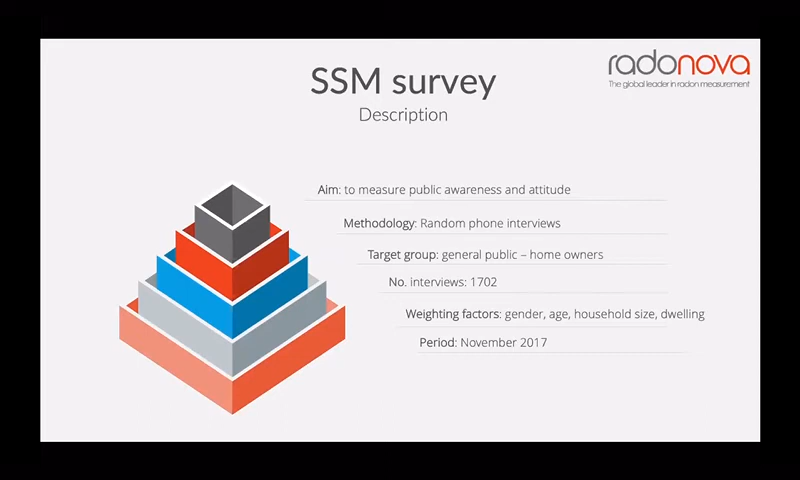 SSM survey
Description
radonova
The global leader in radon measurement
Aim: to measure public awareness and attitude
Methodology: Random phone interviews
Target group: general public – home owners
No. interviews: 1702
Weighting factors: gender, age, household size, dwelling
Period: November 2017